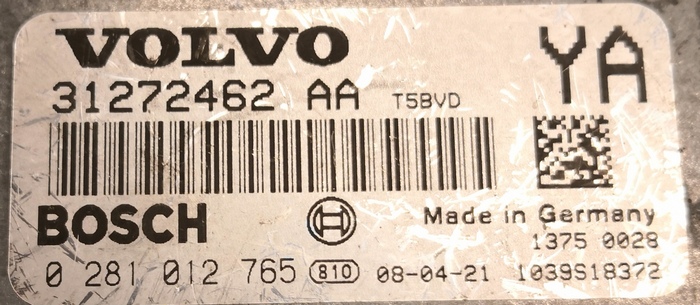 VOLVO
YA
31272462 AA T5BVD
BOSCH
Made in Germany
1375 0028
0 281 012 765 810 08-04-21 1039S18372